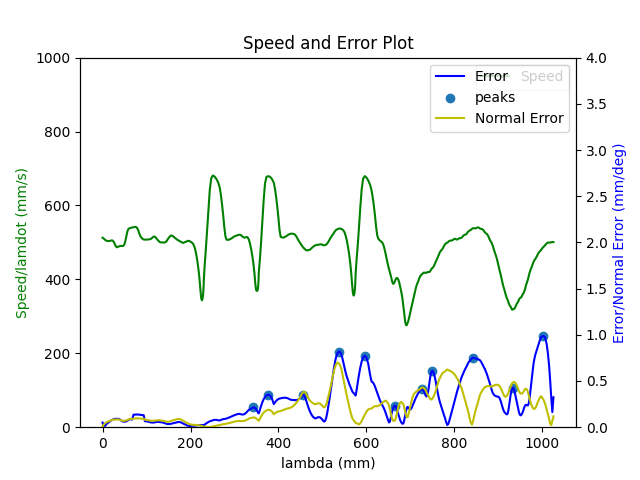 Speed and Error Plot
1000
800
600
400
200
0
Speed/lamdot (mm/s)
4.0
3.5
3.0
2.5
2.0
1.5
1.0
0.5
0.0
Error/Normal Error (mm/deg)
Error
Speed
peaks
Normal Error
0
200
400
600
800
1000
lambda (mm)